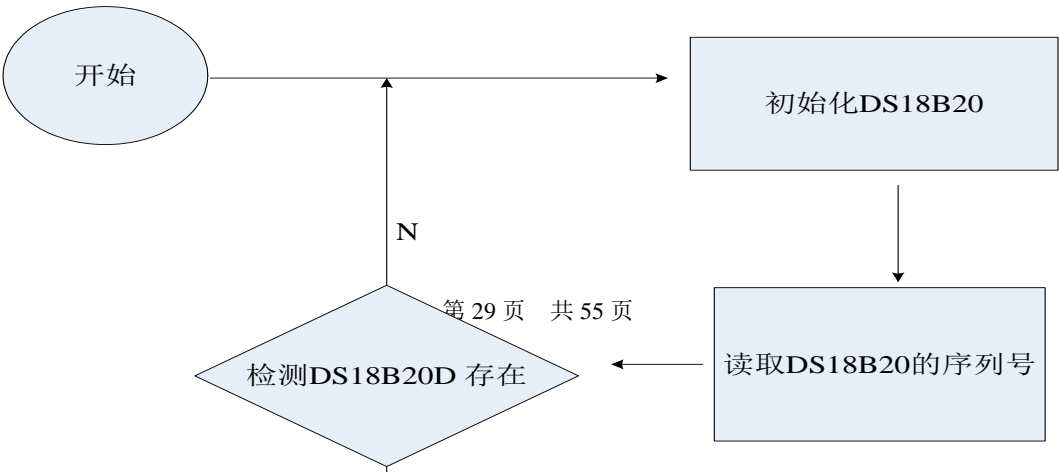 开始
初始化DS18B20
N
第 29 页 共 55 页
读取DS18B20的序列号
检测DS18B20D 存在